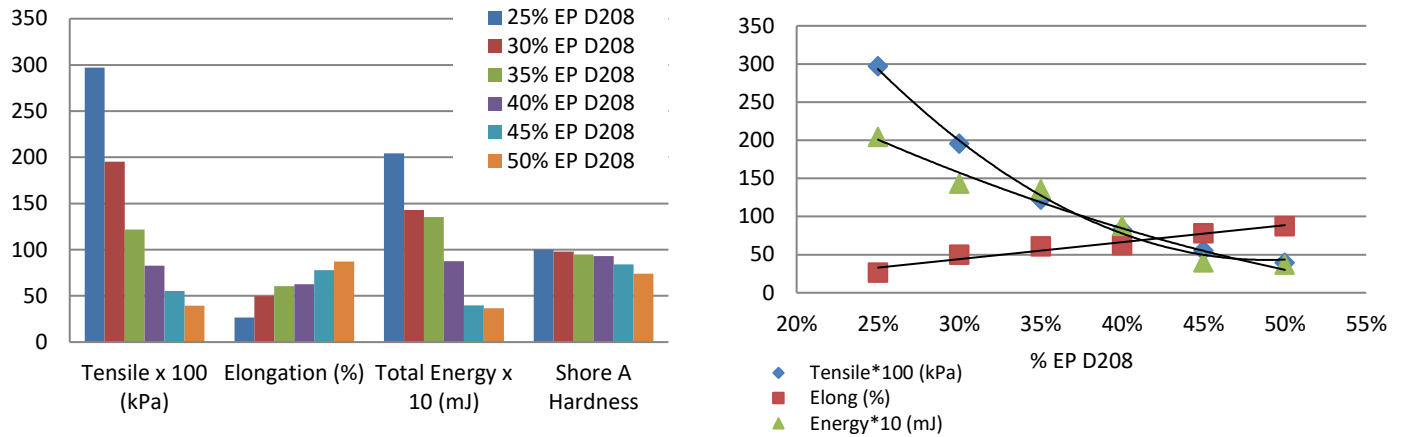 350
300
250
200
150
100
50
0
25% EP D208
30% EP D208
35% EP D208
40% EP D208
45% EP D208
50% EP D208
Tensile x 100
(kPa)
Elongation (%)
Total Energy x
10 (mJ)
Shore A
Hardness
350
300
250
200
150
100
50
0
20% 25% 30% 35% 40% 45% 50% 55%
% EP D208
Tensile*100 (kPa)
Elong (%)
Energy*10 (mJ)